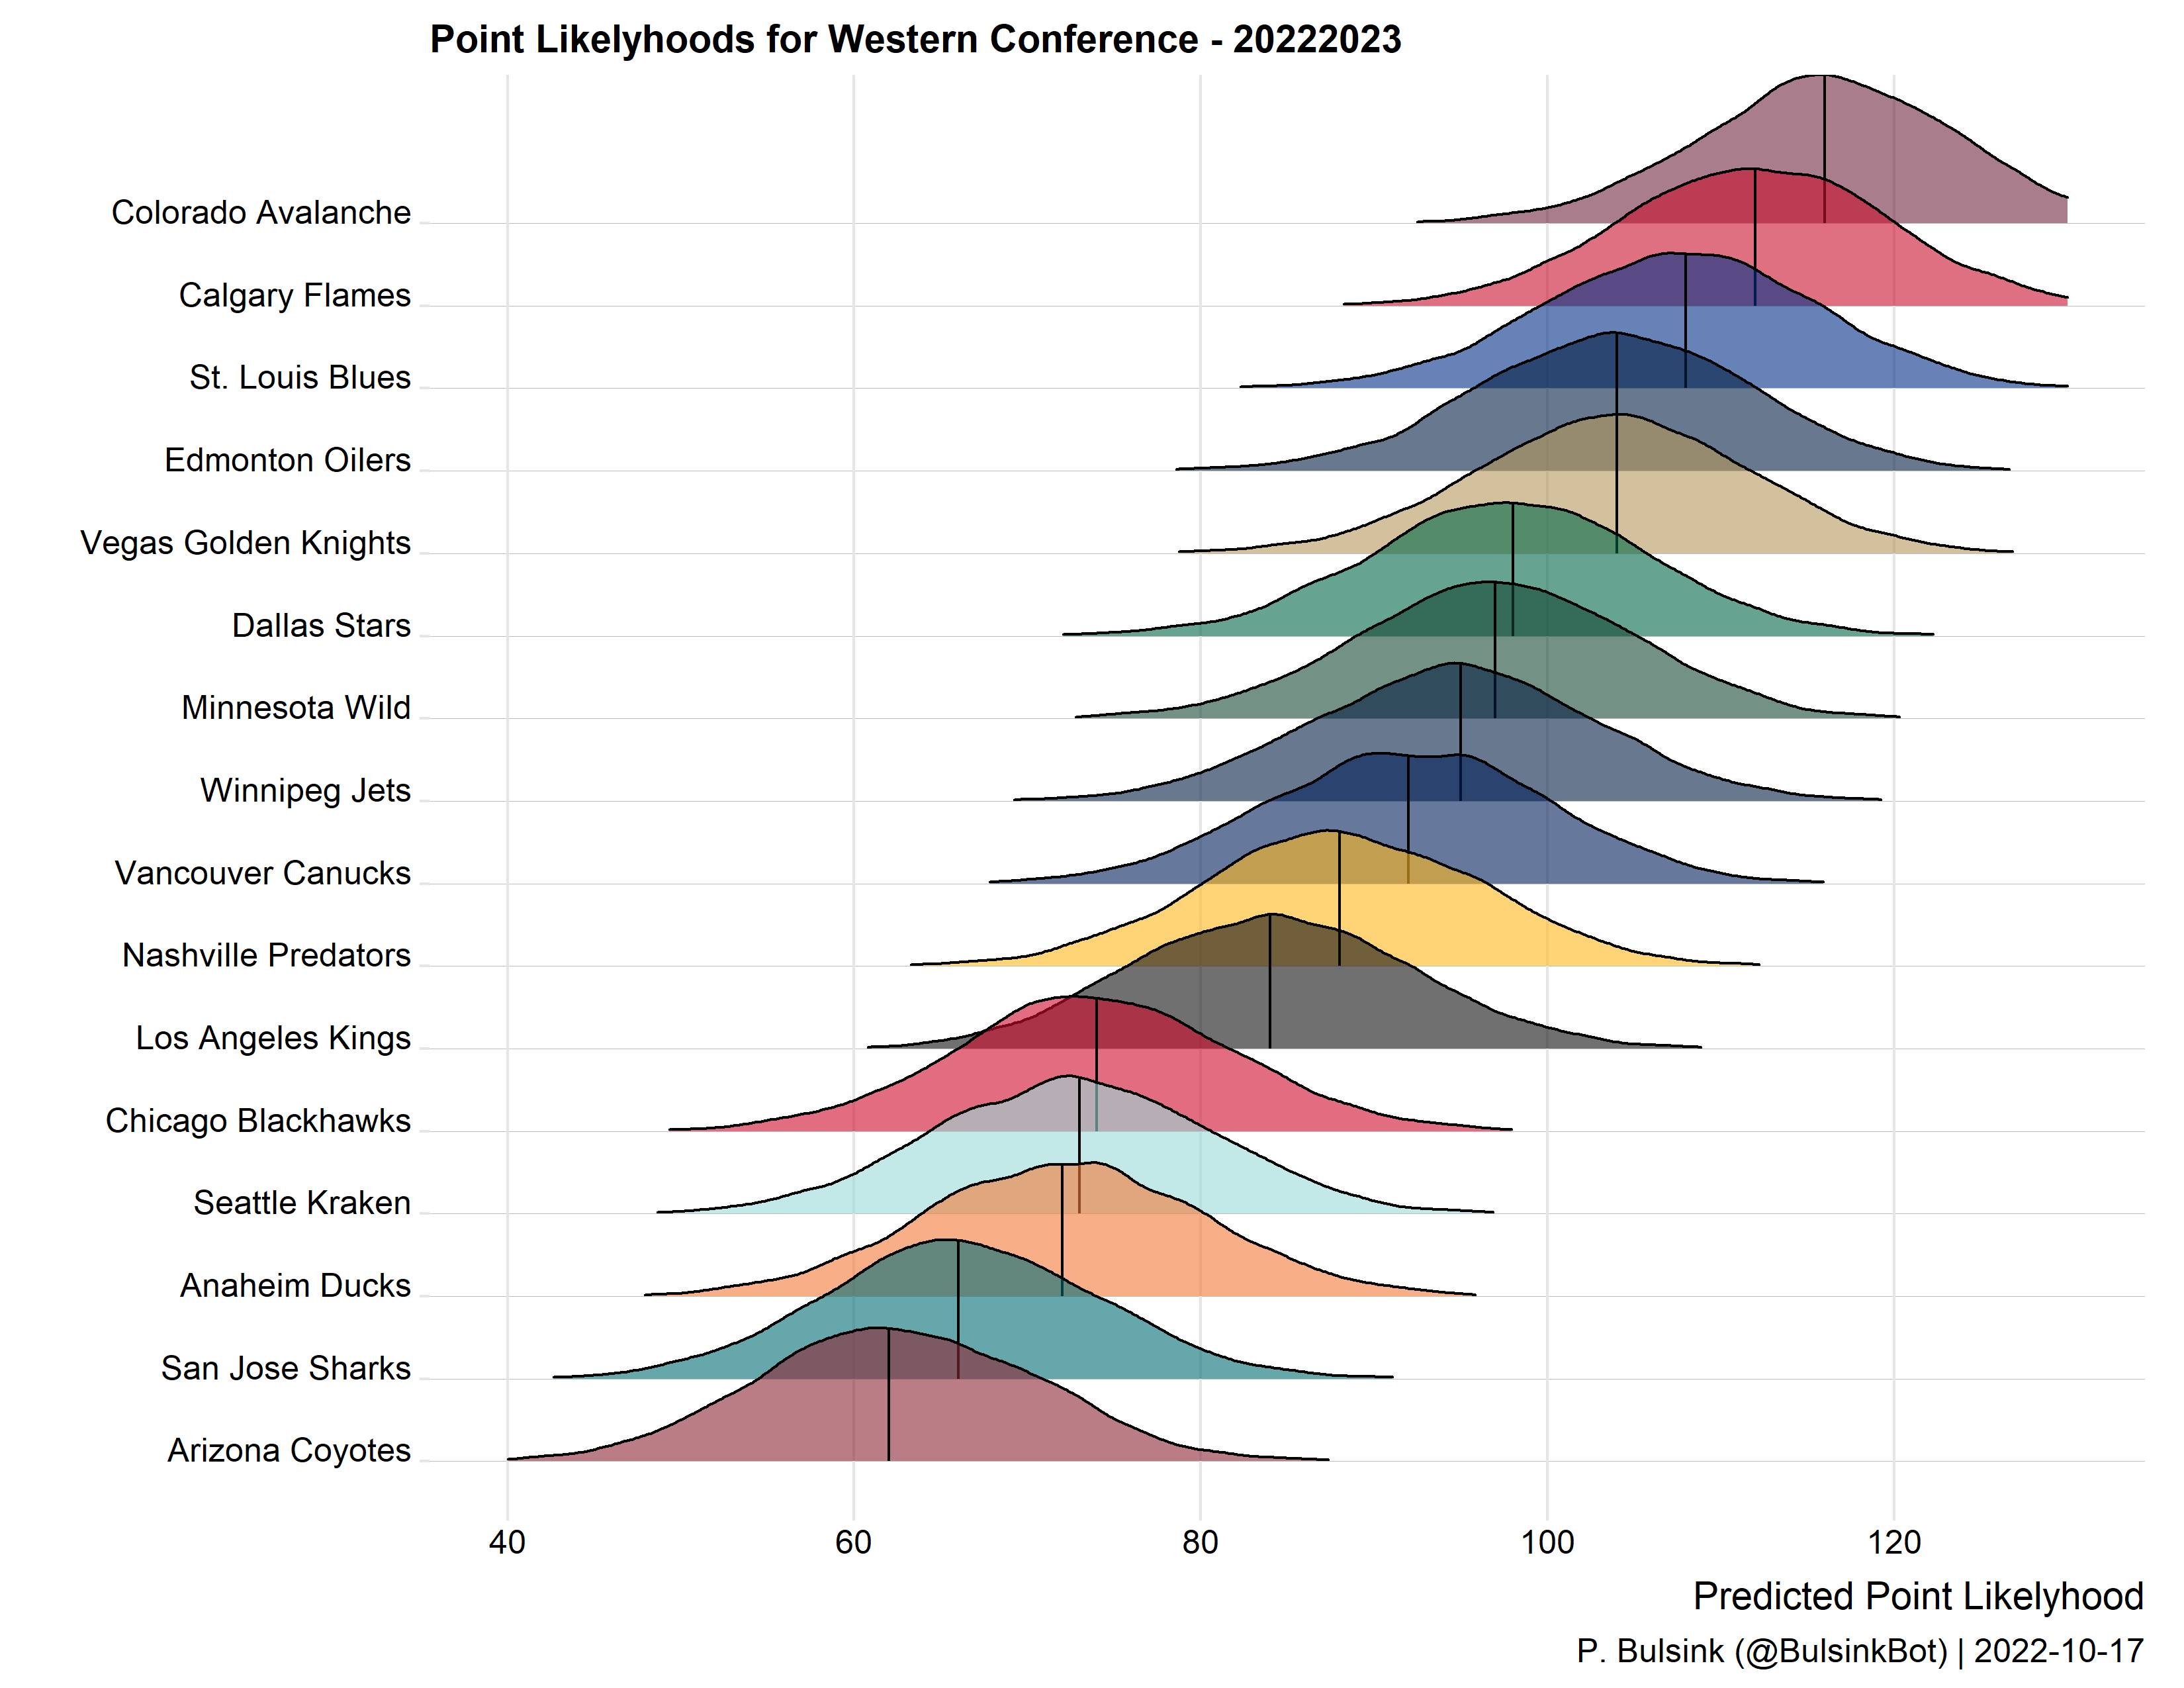 Point Likelyhoods for Western Conference - 20222023
Colorado Avalanche
Calgary Flames
St. Louis Blues
Edmonton Oilers
Vegas Golden Knights
Dallas Stars
Minnesota Wild
Winnipeg Jets
Vancouver Canucks
Nashville Predators
Los Angeles Kings
Chicago Blackhawks
Seattle Kraken
Anaheim Ducks
San Jose Sharks
Arizona Coyotes
40 60 80 100 120
Predicted Point Likelyhood
P. Bulsink (@BulsinkBot) | 2022-10-17